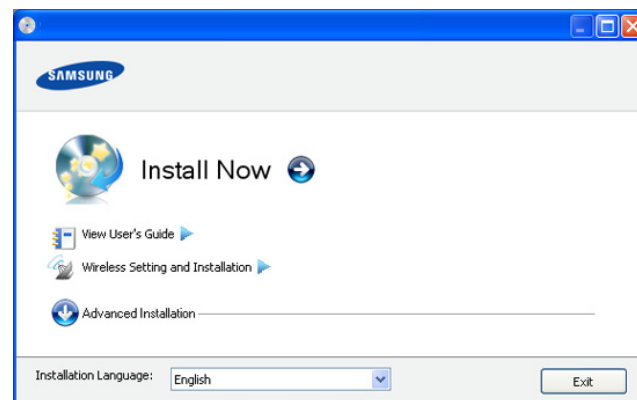 SAMSUNG
Install Now
View User's Guide
Wireless Setting and Installation
Advanced Installation
Installation Language: English Exit